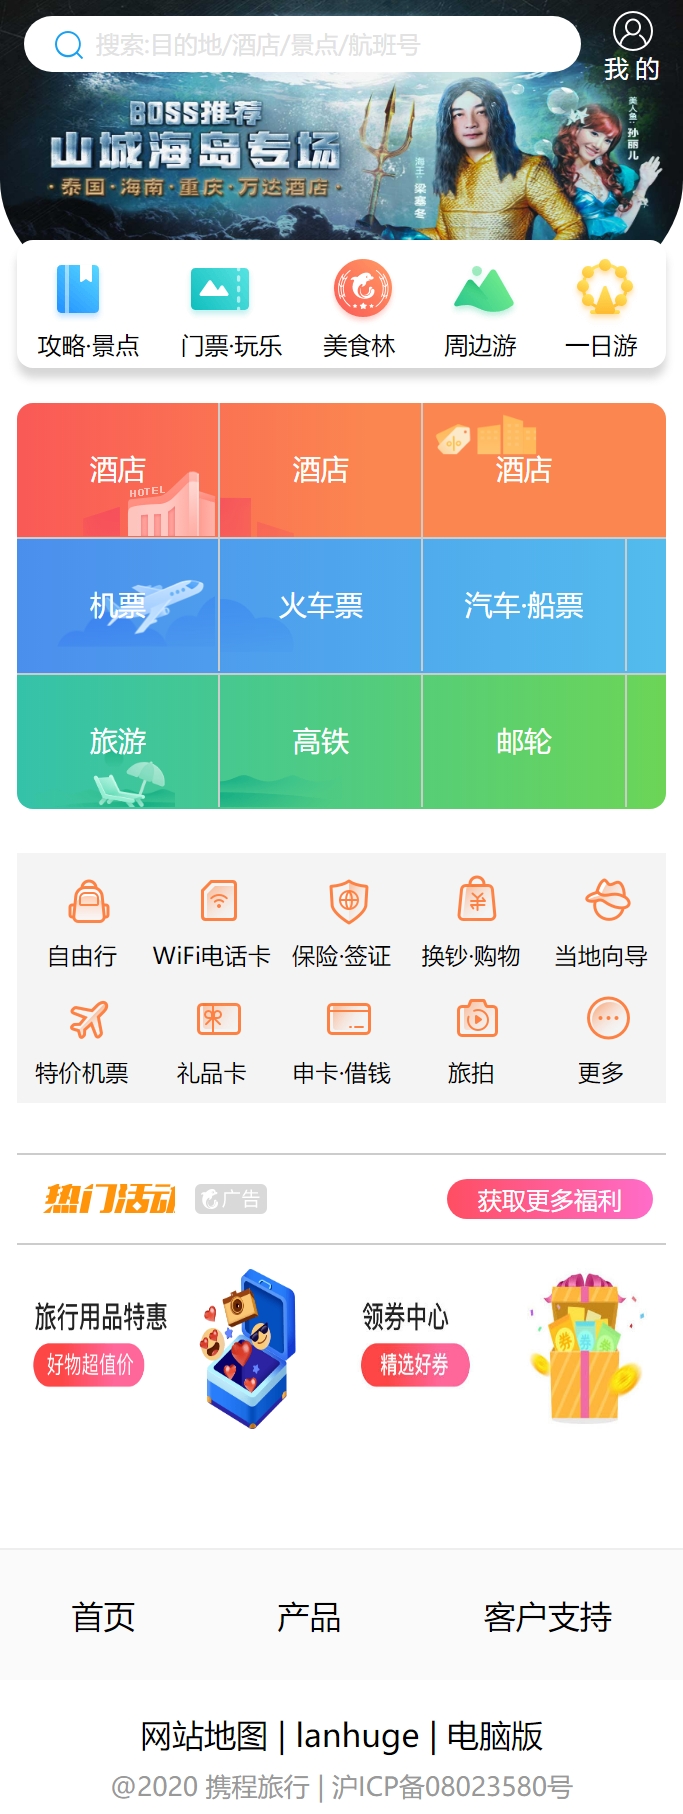 搜索:目的地/酒店/景点/航班号
我 的
BOSS推荐
山城海岛专场
·泰国·海南·重庆·万达酒店·
海王:梁塞冬
美人鱼:孙丽儿
攻略·景点 门票·玩乐 美食林 周边游 一日游
酒店 酒店 酒店
HOTEL
机票 火车票 汽车·船票
旅游 高铁 邮轮
自由行 WiFi电话卡 保险·签证 换钞·购物 当地向导
特价机票 礼品卡 申卡·借钱 旅拍 更多
热门活动 广告 获取更多福利
旅行用品特惠 领券中心
好物超值价 精选好券
券 券 券
首页 产品 客户支持
网站地图 | lanhuge | 电脑版
@2020 携程旅行 | 沪ICP备08023580号